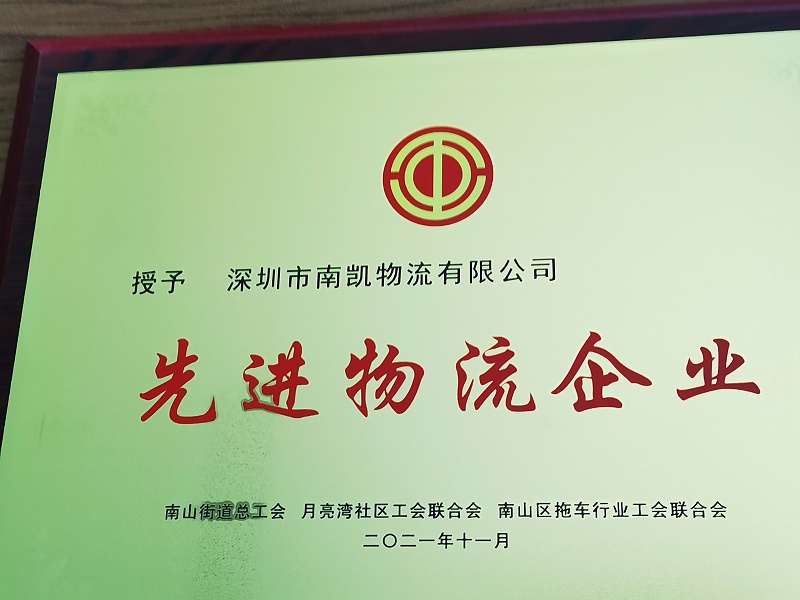 授予 深圳市南凯物流有限公司
先进物流企业
南山街道总工会 月亮湾社区工会联合会 南山区拖车行业工会联合会
二〇二一年十一月